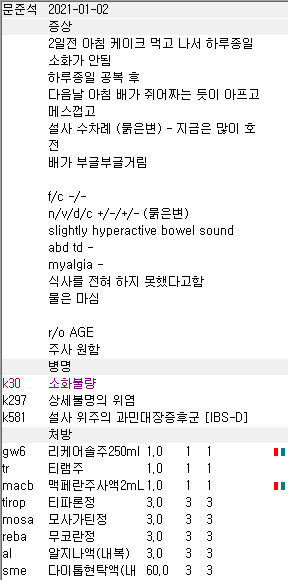 문준석 2021-01-02
증상
2일전 아침 케이크 먹고 나서 하루종일
소화가 안됨
하루종일 공복 후
다음날 아침 배가 쥐어짜는 듯이 아프고
메스껍고
설사 수차례 (묽은변) - 지금은 많이 호
전
배가 부글부글거림
f/c -/-
n/v/d/c +/-/+/- (묽은변)
slightly hyperactive bowel sound
abd td -
myalgia -
식사를 전혀 하지 못했다고함
물은 마심
r/o AGE
주사 원함
병명
k30 소화불량
k297 상세불명의 위염
k581 설사 위주의 과민대장증후군 [IBS-D]
처방
gw6 리케어솔주250ml 1,0 1 1
tr 티램주 1,0 1 1
macb 맥페란주사액2mL 1,0 1 1
tirop 티파론정 3,0 3 3
mosa 모사가틴정 3,0 3 3
reba 무코란정 3,0 3 3
al 알지나액(내복) 3,0 3 3
sme 다이톱현탁액(내 60,0 3 3